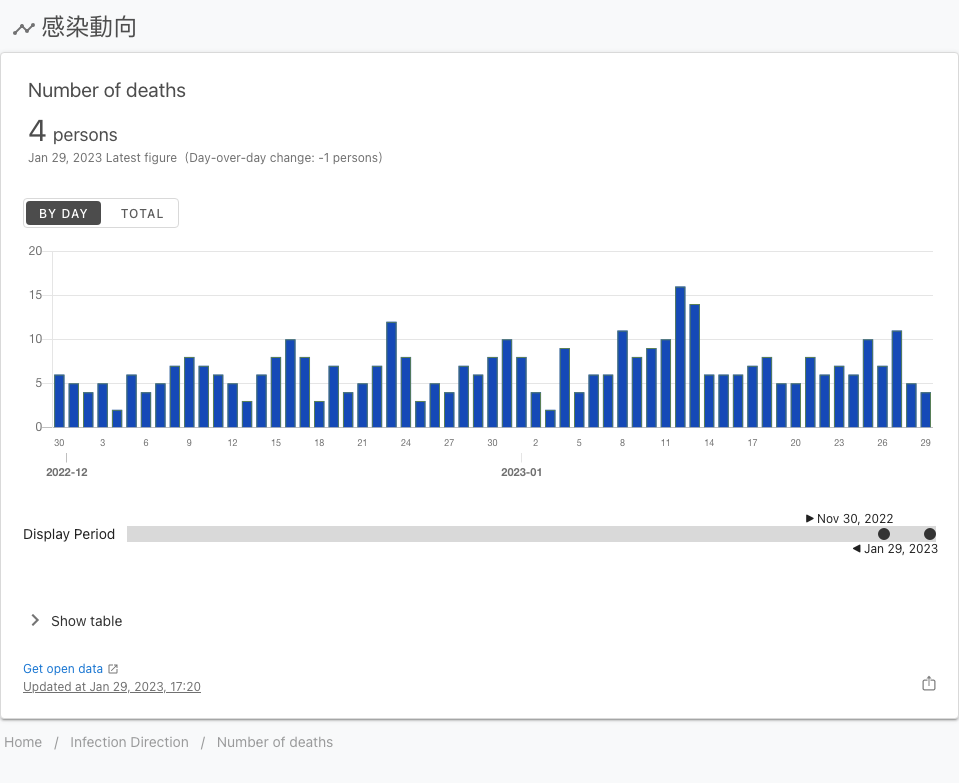 感染動向
Number of deaths
4 persons
Jan 29, 2023 Latest figure (Day-over-day change: -1 persons)
BY DAY TOTAL
20
15
10
5
0
30 3 6 9 12 15 18 21 24 27 30 2 5 8 11 14 17 20 23 26 29
2022-12 2023-01
Nov 30, 2022
Display Period
Jan 29, 2023
Show table
Get open data
Updated at Jan 29, 2023, 17:20
Home / Infection Direction / Number of deaths